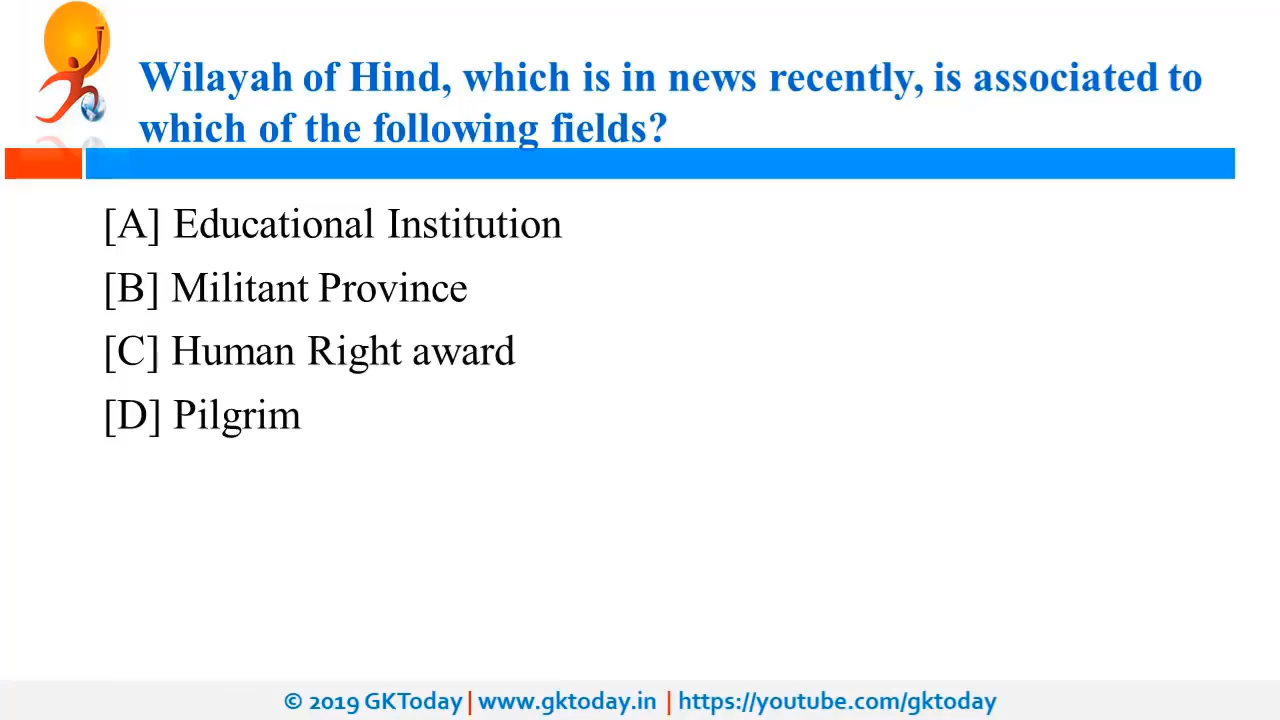 Wilayah of Hind, which is in news recently, is associated to
which of the following fields?
[A] Educational Institution
[B] Militant Province
[C] Human Right award
[D] Pilgrim
© 2019 GKToday | www.gktoday.in | https://youtube.com/gktoday